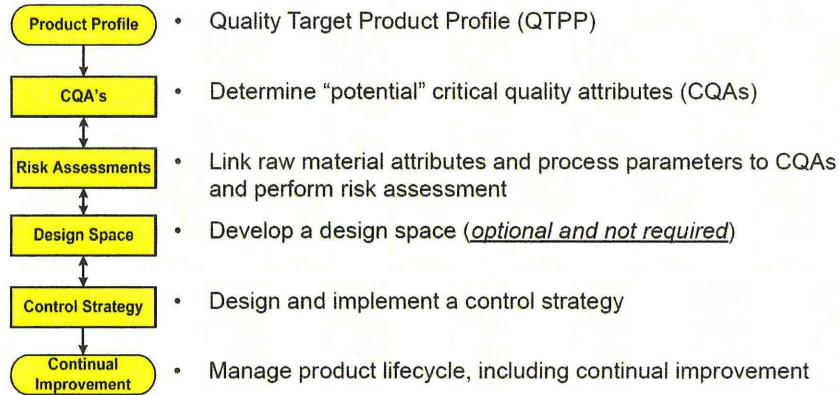 Product Profile
• Quality Target Product Profile (QTPP)
CQA's
• Determine “potential” critical quality attributes (CQAs)
Risk Assessments
• Link raw material attributes and process parameters to CQAs
and perform risk assessment
Design Space
• Develop a design space (optional and not required)
Control Strategy
• Design and implement a control strategy
Continual
Improvement
• Manage product lifecycle, including continual improvement